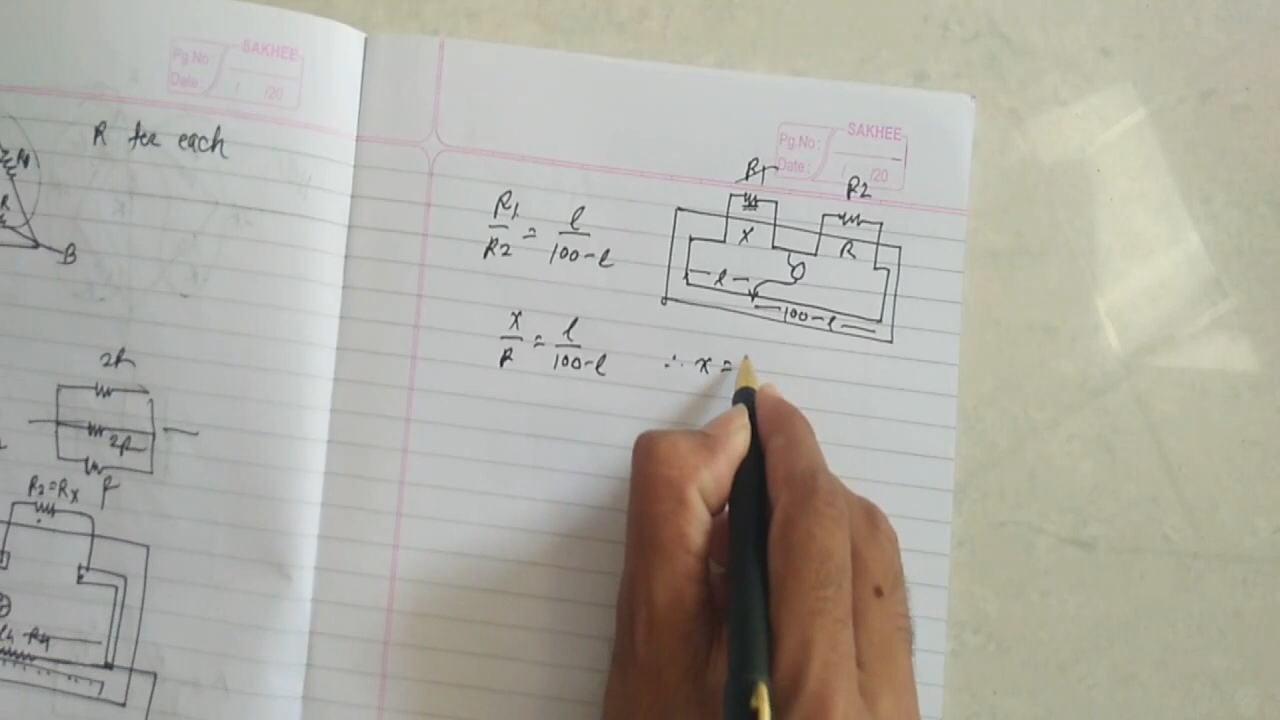 SAKHEE
Pg.No:
Date: / /20
R for each
R
B
2R
2R
R
R2=Rx
SAKHEE
Pg.No:
Date: / /20
R1/R2 = l/100-l
R1
R2
X
R
l
100-l
X/R = l/100-l ∴ x =